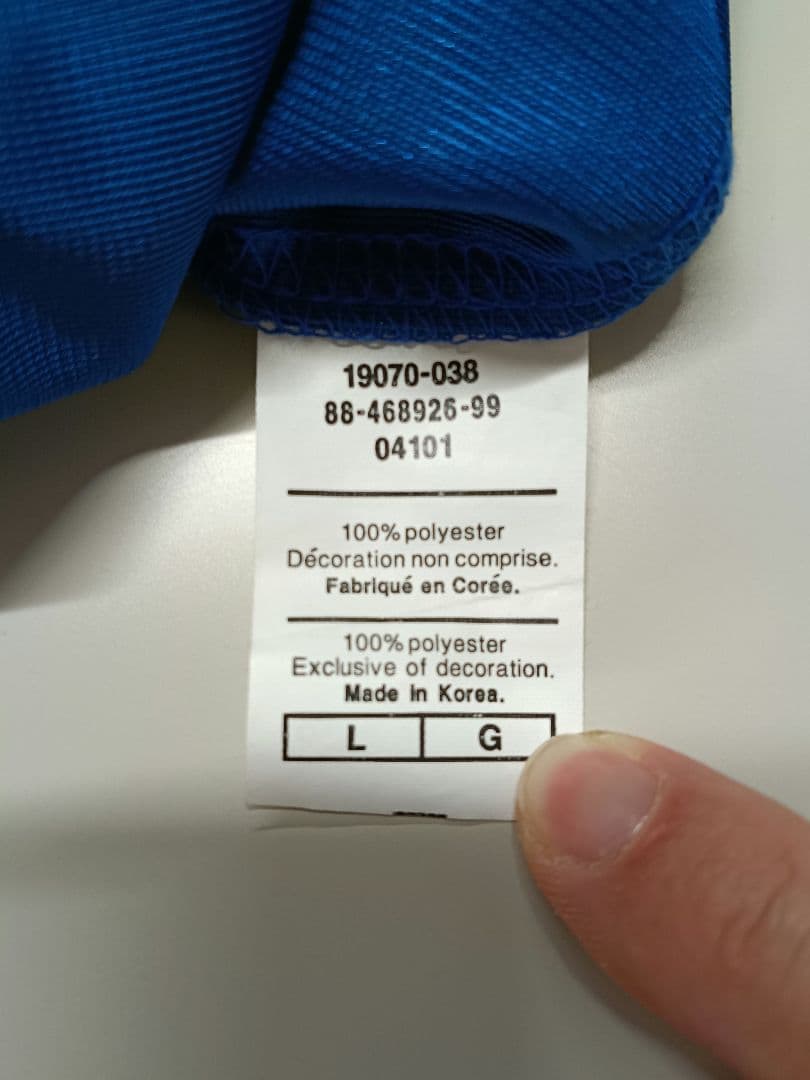 19070-038
88-468926-99
04101
100% polyester
Décoration non comprise.
Fabriqué en Corée.
100% polyester
Exclusive of decoration.
Made In Korea.
L G